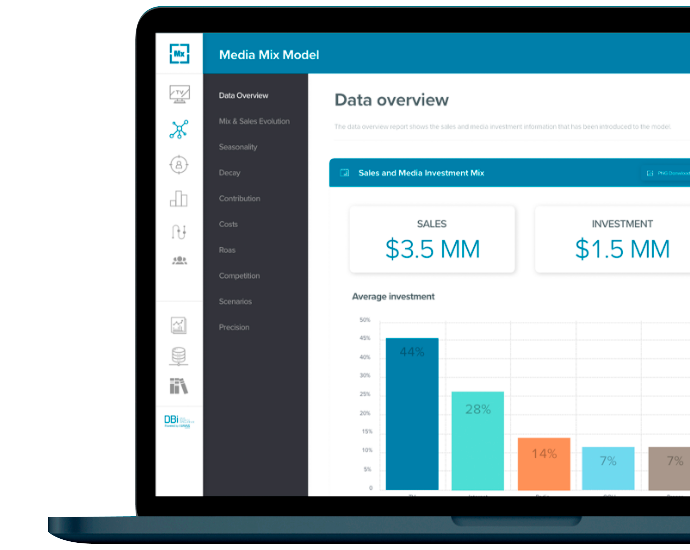 Mx
Media Mix Model
TV
Data Overview
Mix & Sales Evolution
Seasonality
Decay
Contribution
Costs
Roas
Competition
Scenarios
Precision
DBi
Data overview
The data overview report shows the sales and media investment information that has been introduced to the model.
Sales and Media Investment Mix
PNG Download
SALES
$3.5 MM
INVESTMENT
$1.5 MM
Average investment
50%
45%
40%
35%
30%
25%
20%
15%
10%
5%
0
44%
28%
14%
7%
7%